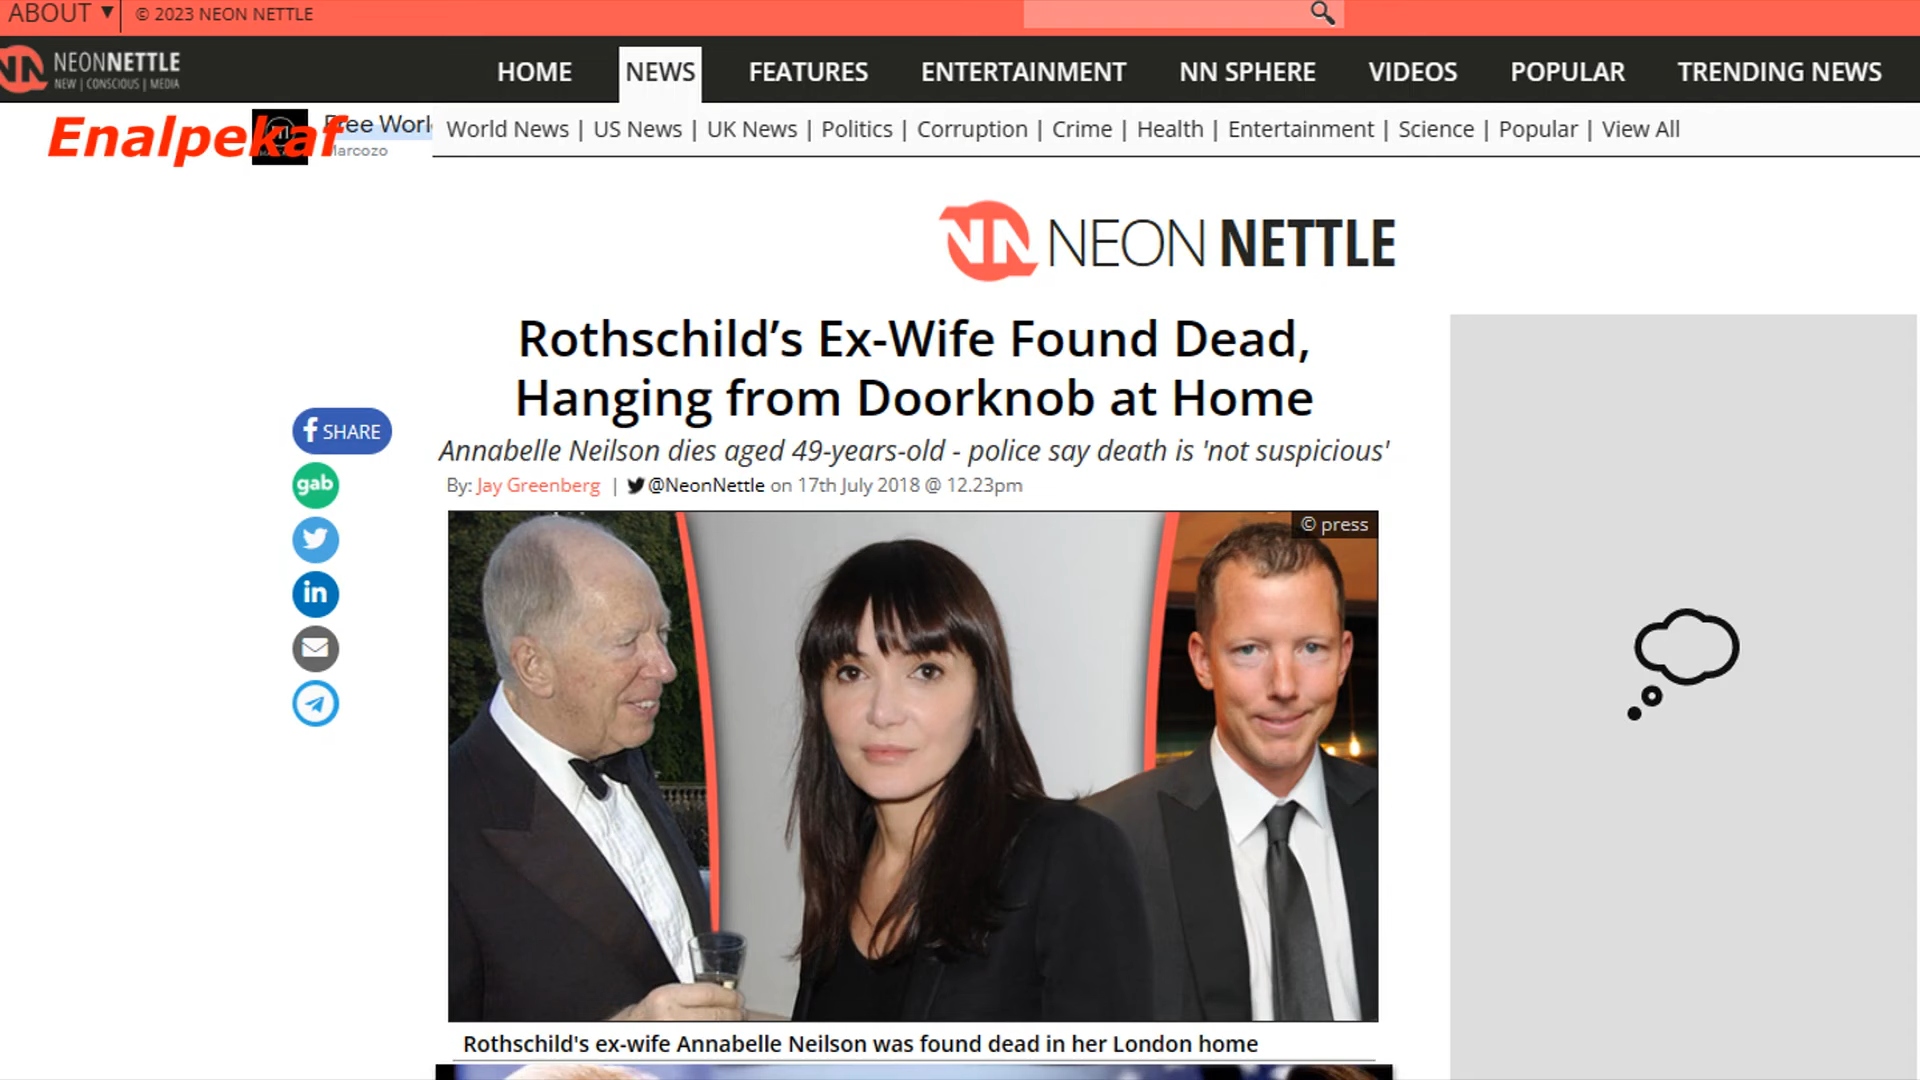 ABOUT ▼ © 2023 NEON NETTLE
NEONNETTLE
NEW | CONSCIOUS | MEDIA
HOME NEWS FEATURES ENTERTAINMENT NN SPHERE VIDEOS POPULAR TRENDING NEWS
Enalpekaf
Free Worl
Marcozo
World News | US News | UK News | Politics | Corruption | Crime | Health | Entertainment | Science | Popular | View All
NN NEON NETTLE
Rothschild’s Ex-Wife Found Dead,
Hanging from Doorknob at Home
Annabelle Neilson dies aged 49-years-old - police say death is 'not suspicious'
By: Jay Greenberg | @NeonNettle on 17th July 2018 @ 12.23pm
f SHARE
gab
in
© press
Rothschild's ex-wife Annabelle Neilson was found dead in her London home